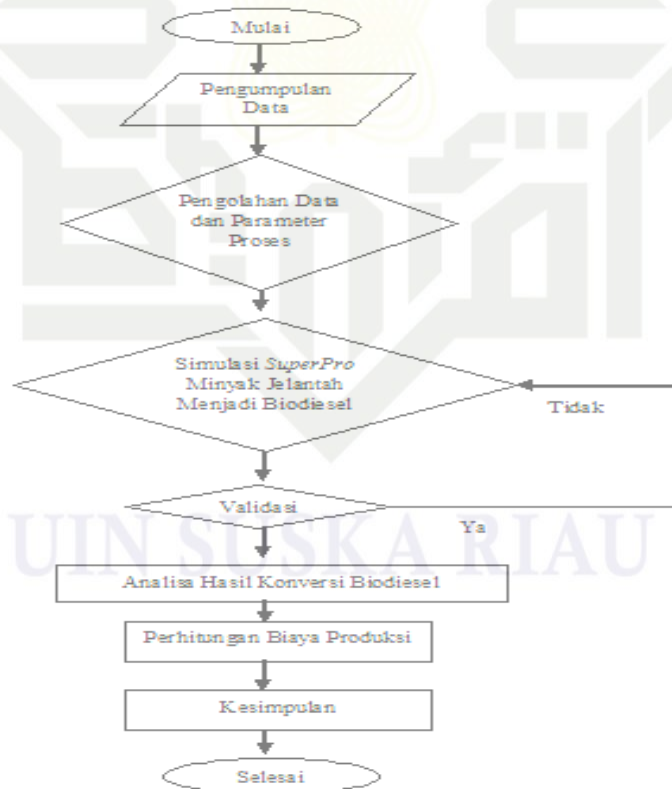 Mulai
Pengumpulan
Data
Pengolahan Data
dan Parameter
Proses
Simulasi SuperPro
Minyak Jelantah
Menjadi Biodiesel
Tidak
Validasi
Ya
UIN SUSKA RIAU
Analisa Hasil Konversi Biodiesel
Perhitungan Biaya Produksi
Kesimpulan
Selesai